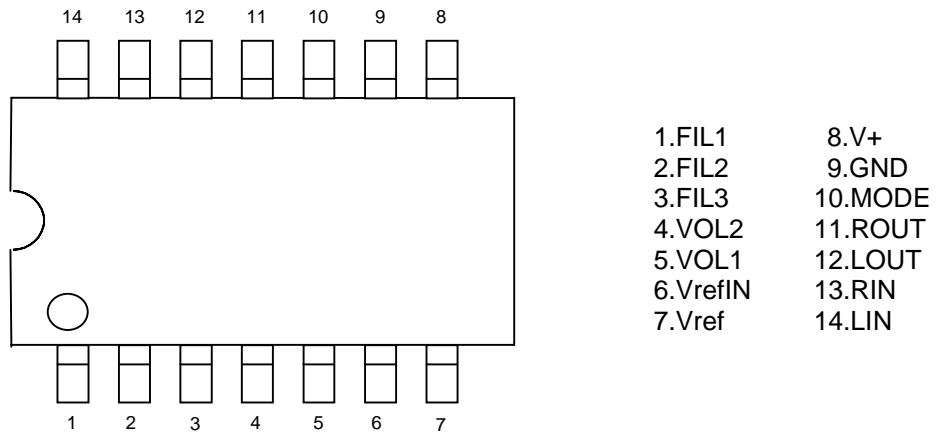 14 13 12 11 10 9 8
1.FIL1 8.V+
2.FIL2 9.GND
3.FIL3 10.MODE
4.VOL2 11.ROUT
5.VOL1 12.LOUT
6.VrefIN 13.RIN
7.Vref 14.LIN
1 2 3 4 5 6 7